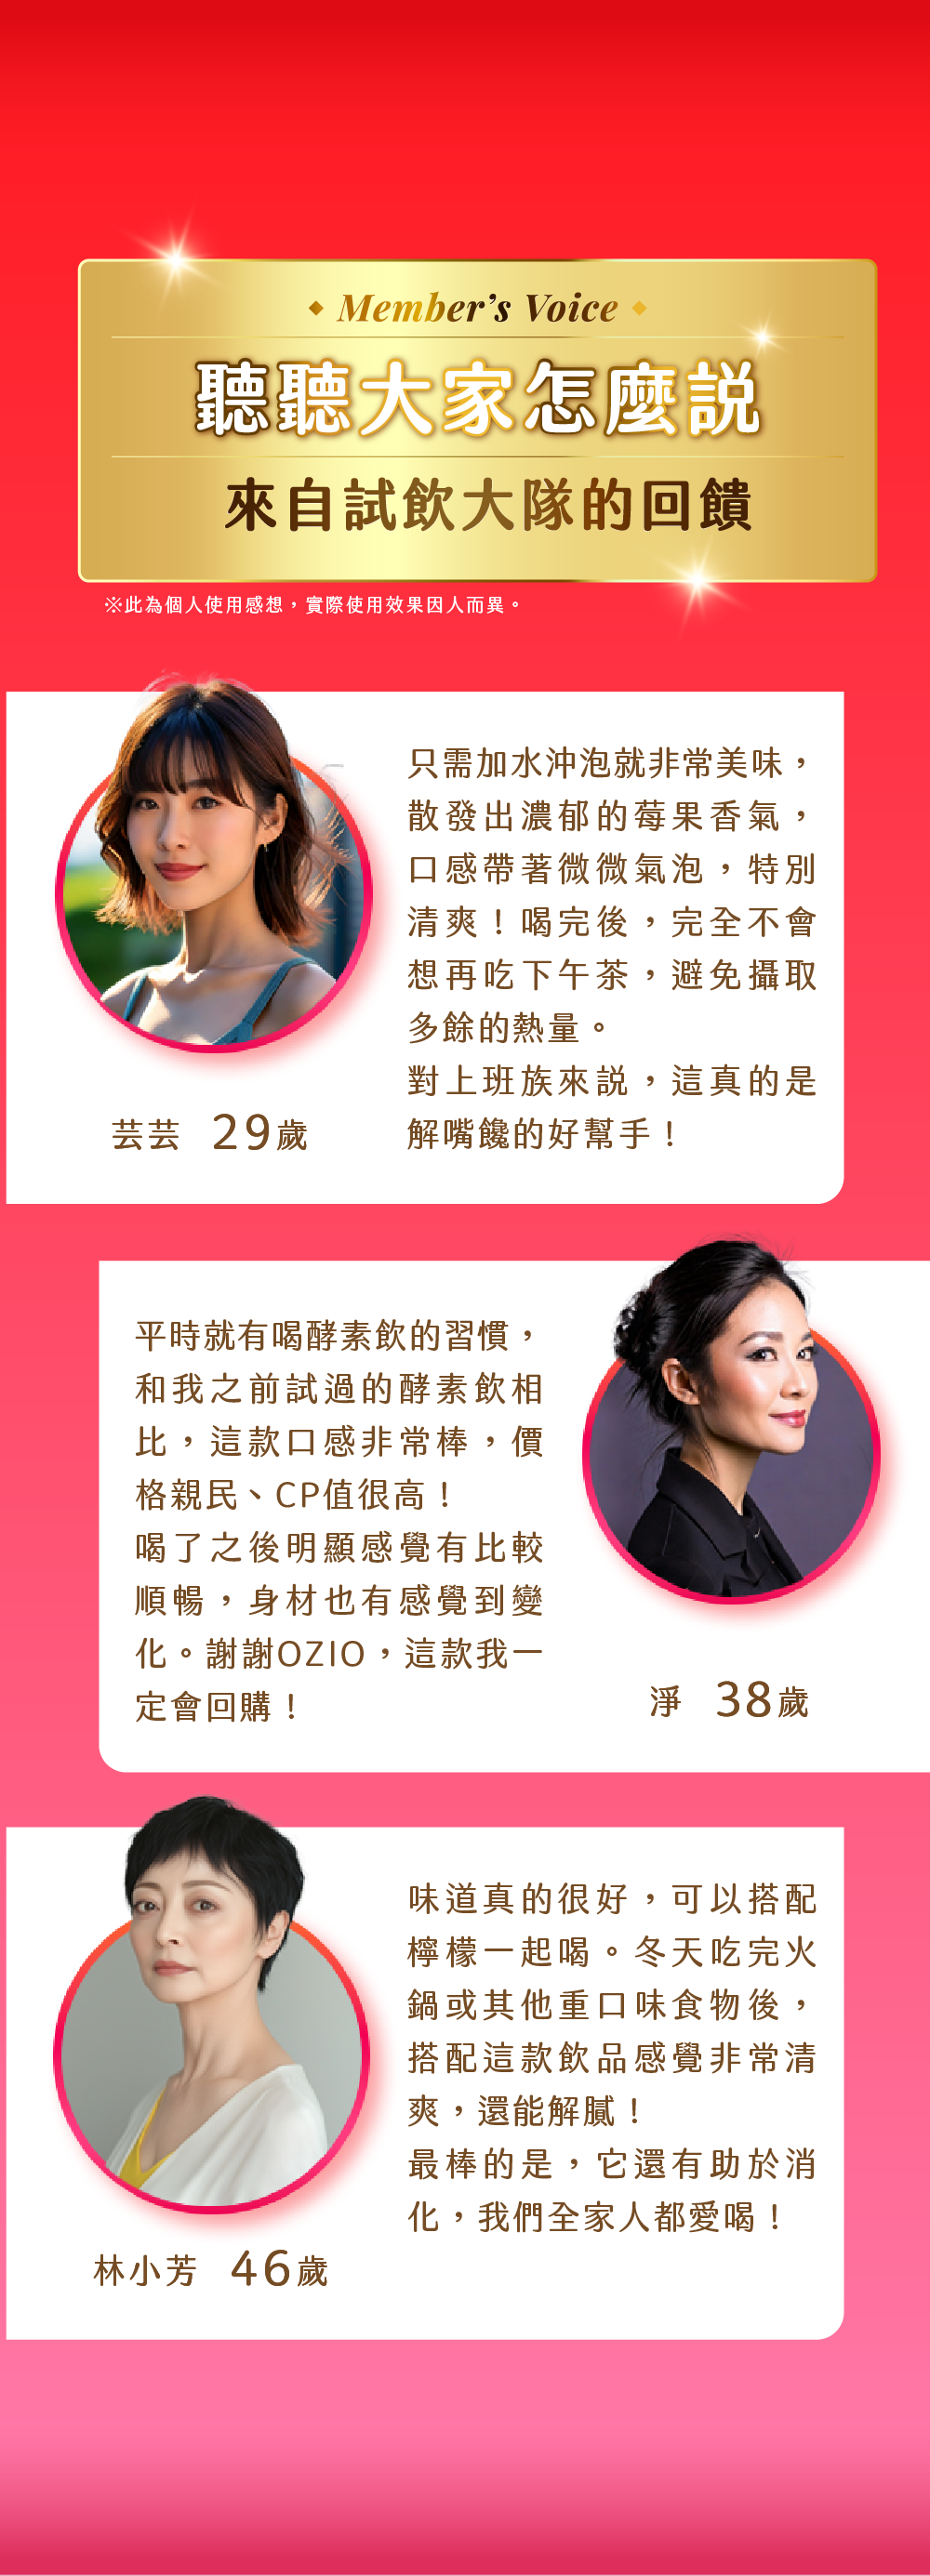 Member's Voice
聽聽大家怎麼説
來自試飲大隊的回饋
※此為個人使用感想，實際使用效果因人而異。
只需加水沖泡就非常美味，
散發出濃郁的莓果香氣，
口感帶著微微氣泡，特別
清爽！喝完後，完全不會
想再吃下午茶，避免攝取
多餘的熱量。
對上班族來説，這真的是
解嘴饞的好幫手！
芸芸 29歲
平時就有喝酵素飲的習慣，
和我之前試過的酵素飲相
比，這款口感非常棒，價
格親民、CP值很高！
喝了之後明顯感覺有比較
順暢，身材也有感覺到變
化。謝謝OZIO，這款我一
定會回購！
淨 38歲
味道真的很好，可以搭配
檸檬一起喝。冬天吃完火
鍋或其他重口味食物後，
搭配這款飲品感覺非常清
爽，還能解膩！
最棒的是，它還有助於消
化，我們全家人都愛喝！
林小芳 46歲